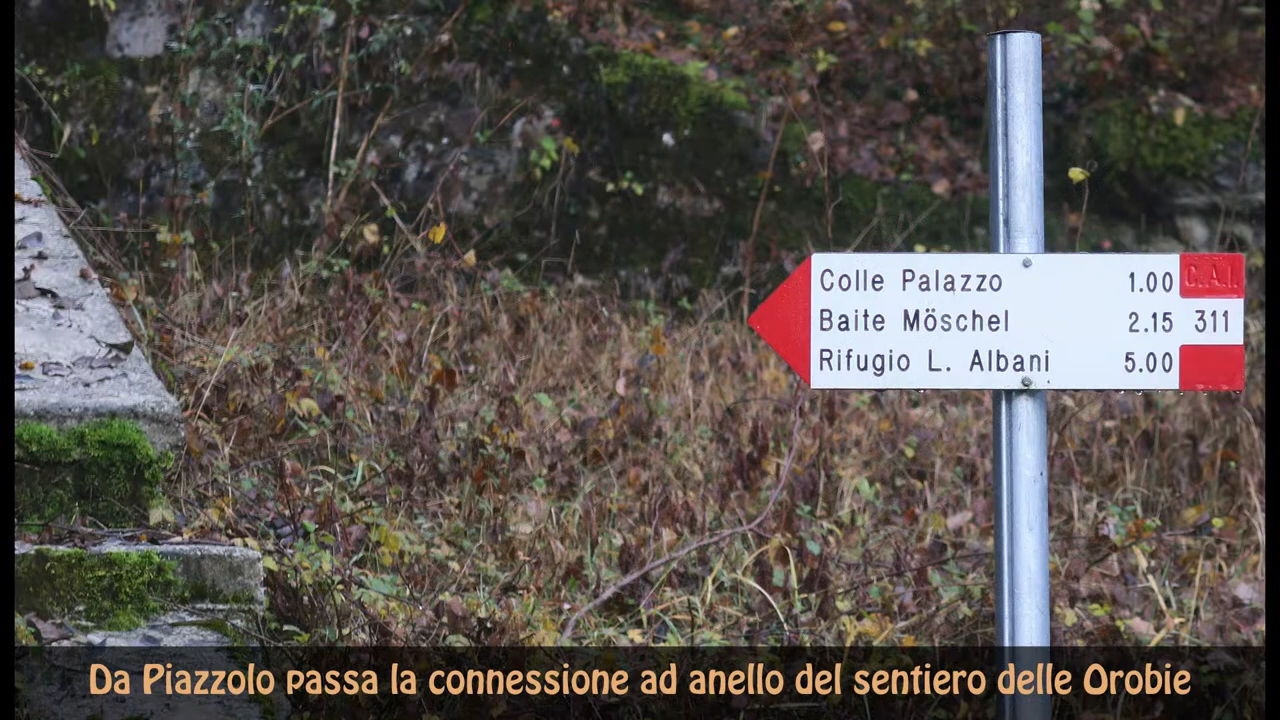 Colle Palazzo 1.00 C.A.I.
Baite Möschel 2.15 311
Rifugio L. Albani 5.00
Da Piazzolo passa la connessione ad anello del sentiero delle Orobie